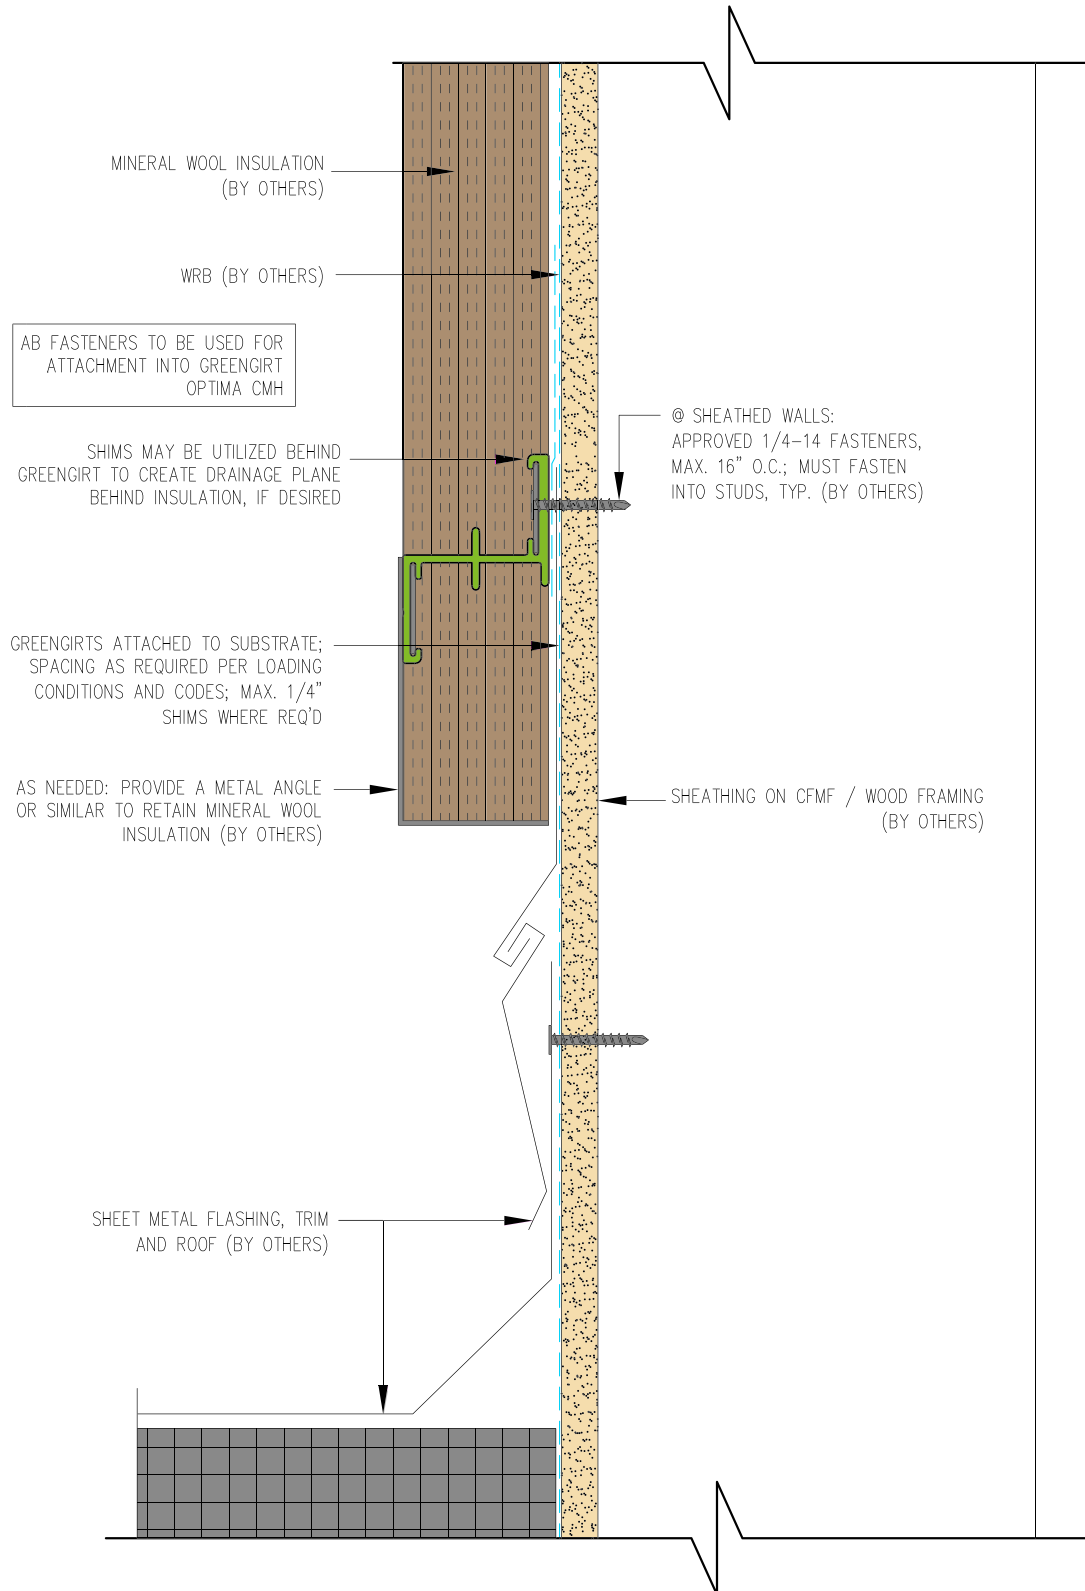 MINERAL WOOL INSULATION
(BY OTHERS)
WRB (BY OTHERS)
AB FASTENERS TO BE USED FOR
ATTACHMENT INTO GREENGIRT
OPTIMA CMH
SHIMS MAY BE UTILIZED BEHIND
GREENGIRT TO CREATE DRAINAGE PLANE
BEHIND INSULATION, IF DESIRED
@ SHEATHED WALLS:
APPROVED 1/4-14 FASTENERS,
MAX. 16" O.C.; MUST FASTEN
INTO STUDS, TYP. (BY OTHERS)
GREENGIRTS ATTACHED TO SUBSTRATE;
SPACING AS REQUIRED PER LOADING
CONDITIONS AND CODES; MAX. 1/4"
SHIMS WHERE REQ'D
AS NEEDED: PROVIDE A METAL ANGLE
OR SIMILAR TO RETAIN MINERAL WOOL
INSULATION (BY OTHERS)
SHEATHING ON CFMF / WOOD FRAMING
(BY OTHERS)
SHEET METAL FLASHING, TRIM
AND ROOF (BY OTHERS)